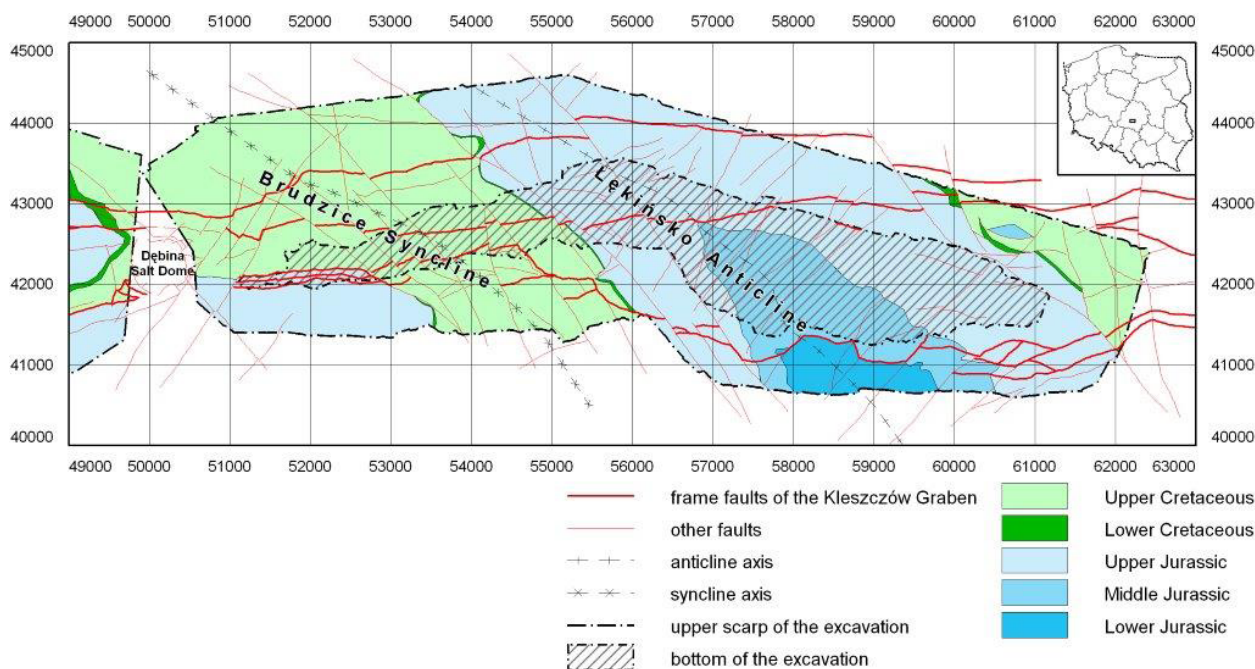 49000 50000 51000 52000 53000 54000 55000 56000 57000 58000 59000 60000 61000 62000 63000
45000 45000
44000 44000
43000 43000
42000 42000
41000 41000
40000 40000
Brudzice Syncline
Łękińsko Anticline
Dębina
Salt Dome
49000 50000 51000 52000 53000 54000 55000 56000 57000 58000 59000 60000 61000 62000 63000
frame faults of the Kleszczów Graben
other faults
anticline axis
syncline axis
upper scarp of the excavation
bottom of the excavation
Upper Cretaceous
Lower Cretaceous
Upper Jurassic
Middle Jurassic
Lower Jurassic